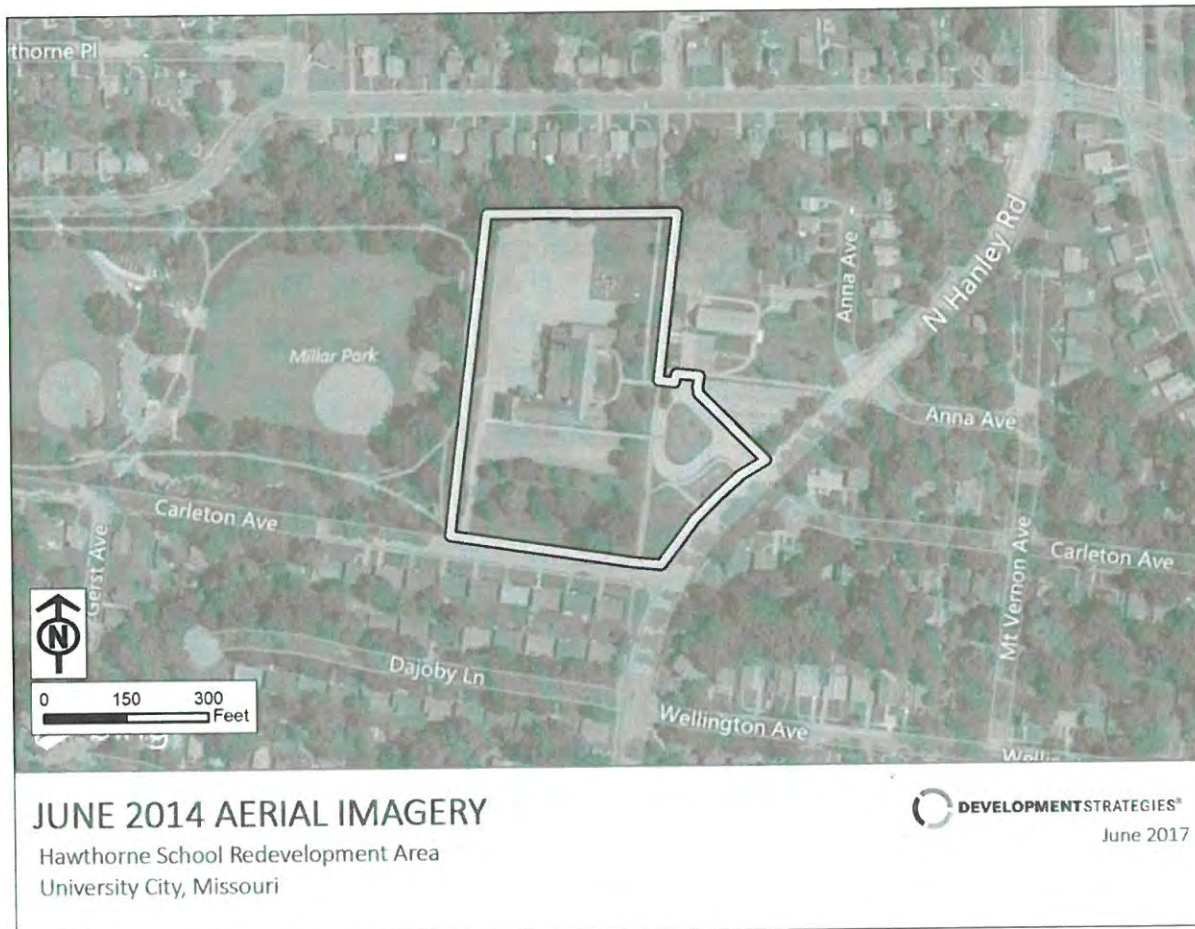 thorne Pl
Anna Ave
N Hanley Rd
Millar Park
Anna Ave
Carleton Ave
Gerst Ave
Carleton Ave
Mt Vernon Ave
Dajoby Ln
Wellington Ave
N
0 150 300
Feet
JUNE 2014 AERIAL IMAGERY
Hawthorne School Redevelopment Area
University City, Missouri
DEVELOPMENTSTRATEGIES®
June 2017